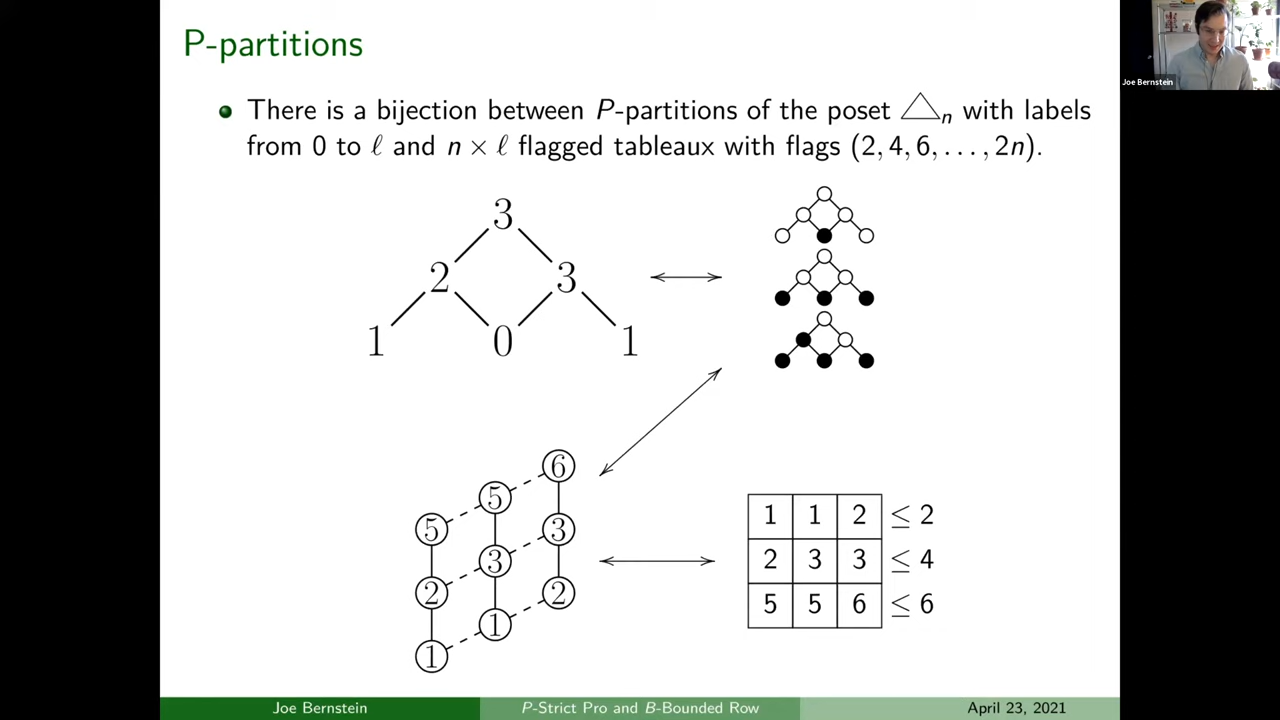 P-partitions
Joe Bernstein
There is a bijection between P-partitions of the poset △ₙ with labels
from 0 to ℓ and n × ℓ flagged tableaux with flags (2, 4, 6, . . . , 2n).
3
2 3
1 0 1
6
5
5
3
3
2
2
1
1
1 1 2 ≤ 2
2 3 3 ≤ 4
5 5 6 ≤ 6
Joe Bernstein P-Strict Pro and B-Bounded Row April 23, 2021